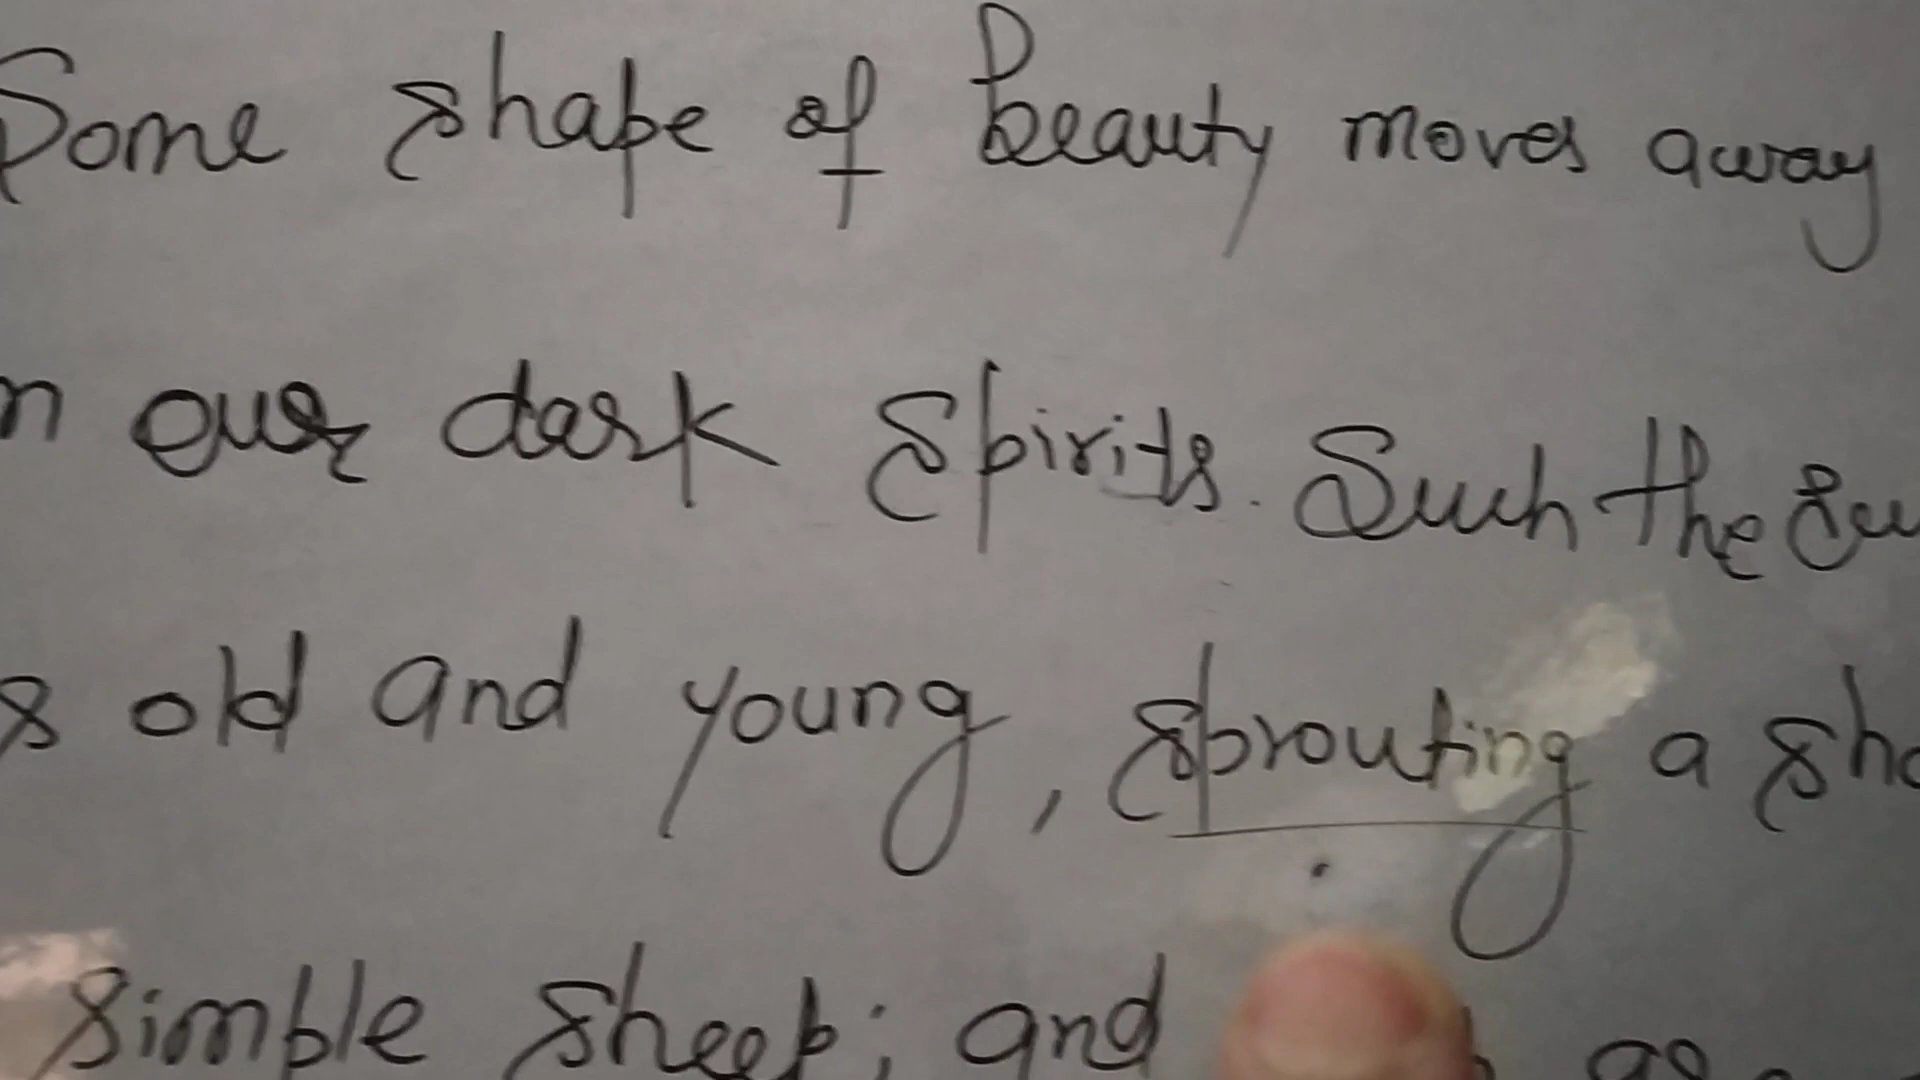 Some shape of beauty moves away
our dark spirits. Such the
old and young, sprouting a
simple sheep; and